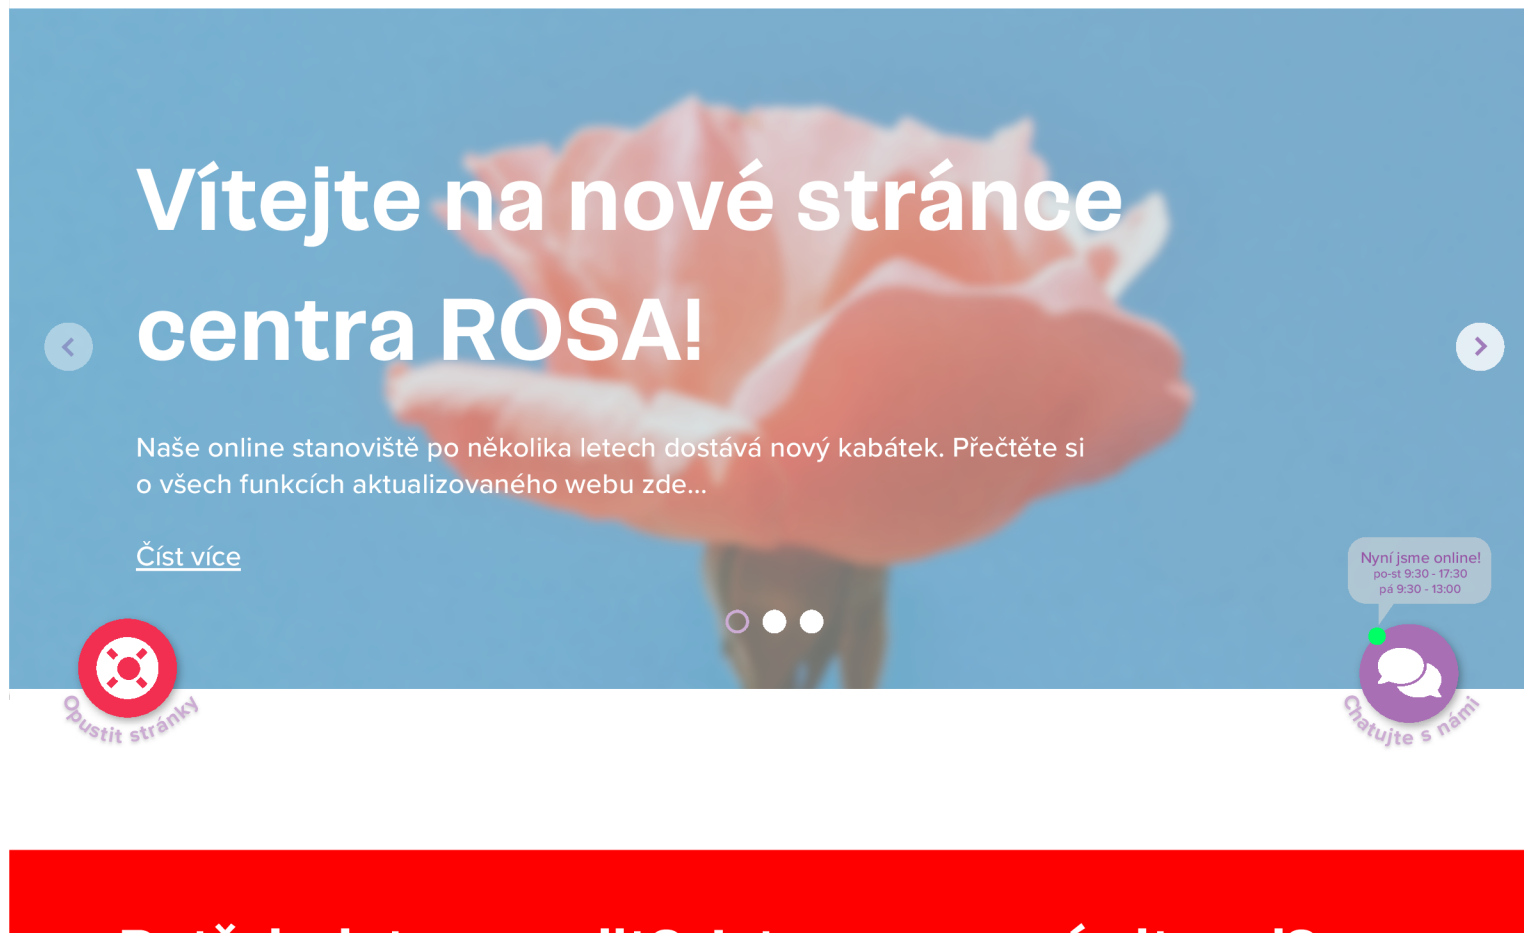 Vítejte na nové stránce
centra ROSA!
Naše online stanoviště po několika letech dostává nový kabátek. Přečtěte si
o všech funkcích aktualizovaného webu zde...
Číst více
Nyní jsme online!
po-st 9:30 - 17:30
pá 9:30 - 13:00
Opustit stránky
Chatujte s námi